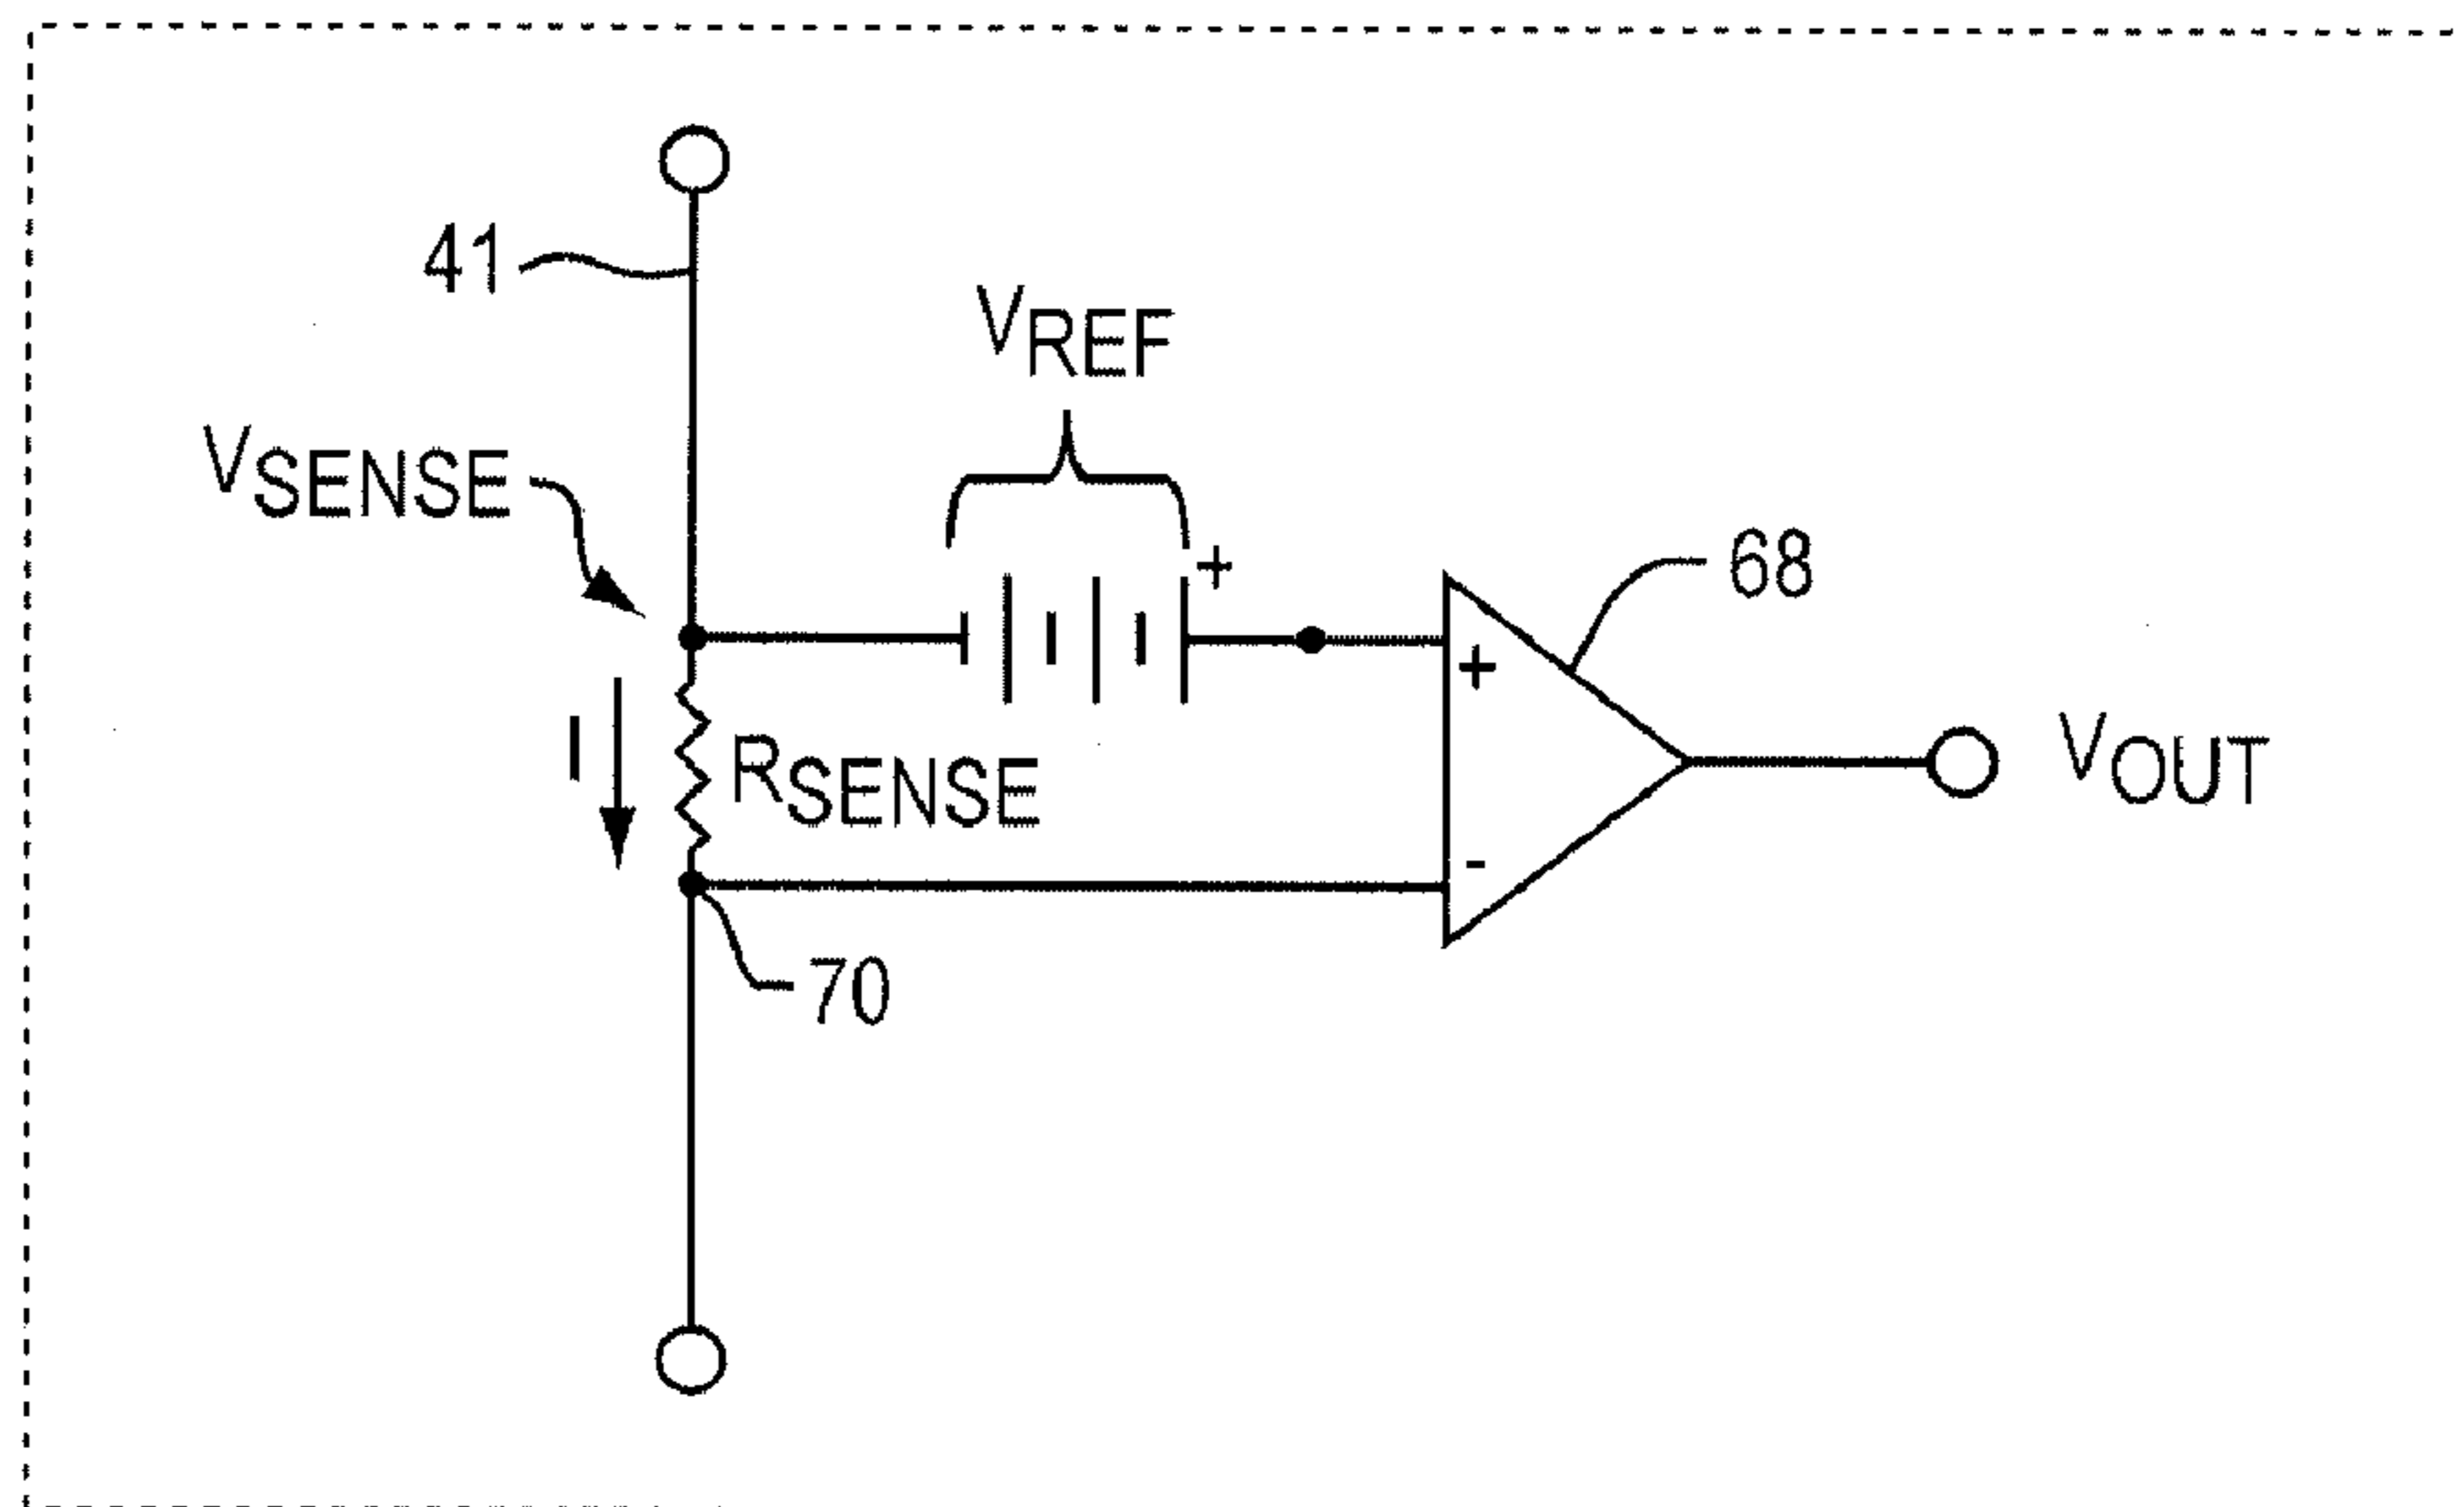 41
VREF
VSENSE
+
68
+
I
RSENSE
VOUT
-
70